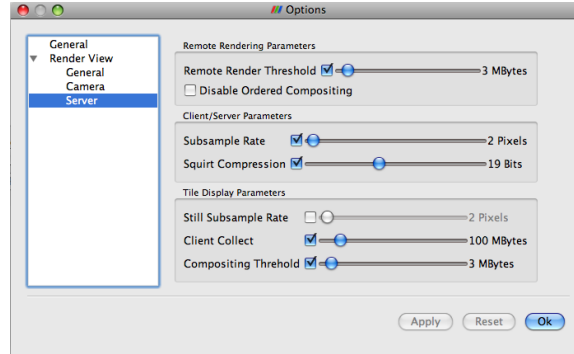 Options
General
Render View
General
Camera
Server
Remote Rendering Parameters
Remote Render Threshold 3 MBytes
Disable Ordered Compositing
Client/Server Parameters
Subsample Rate 2 Pixels
Squirt Compression 19 Bits
Tile Display Parameters
Still Subsample Rate 2 Pixels
Client Collect 100 MBytes
Compositing Threhold 3 MBytes
Apply Reset Ok